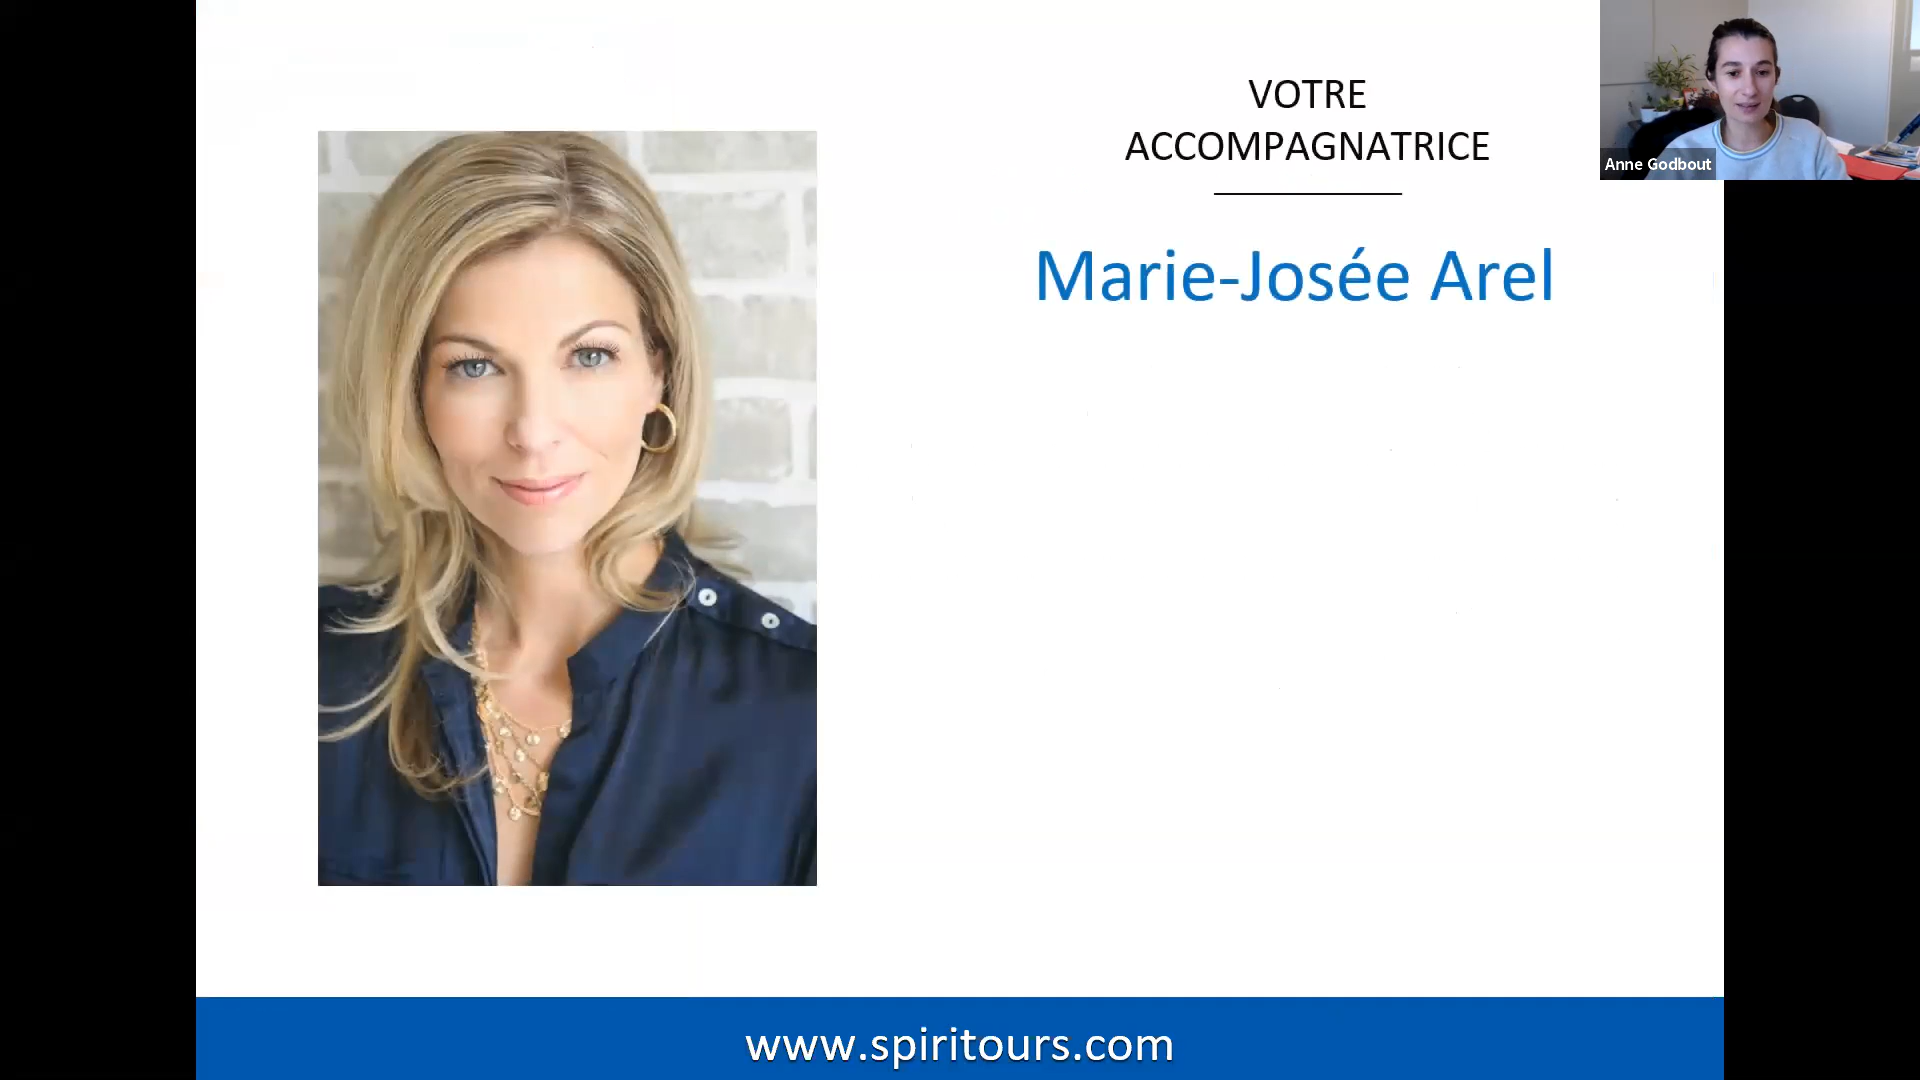 VOTRE
ACCOMPAGNATRICE
Marie-Josée Arel
Anne Godbout
www.spiritours.com